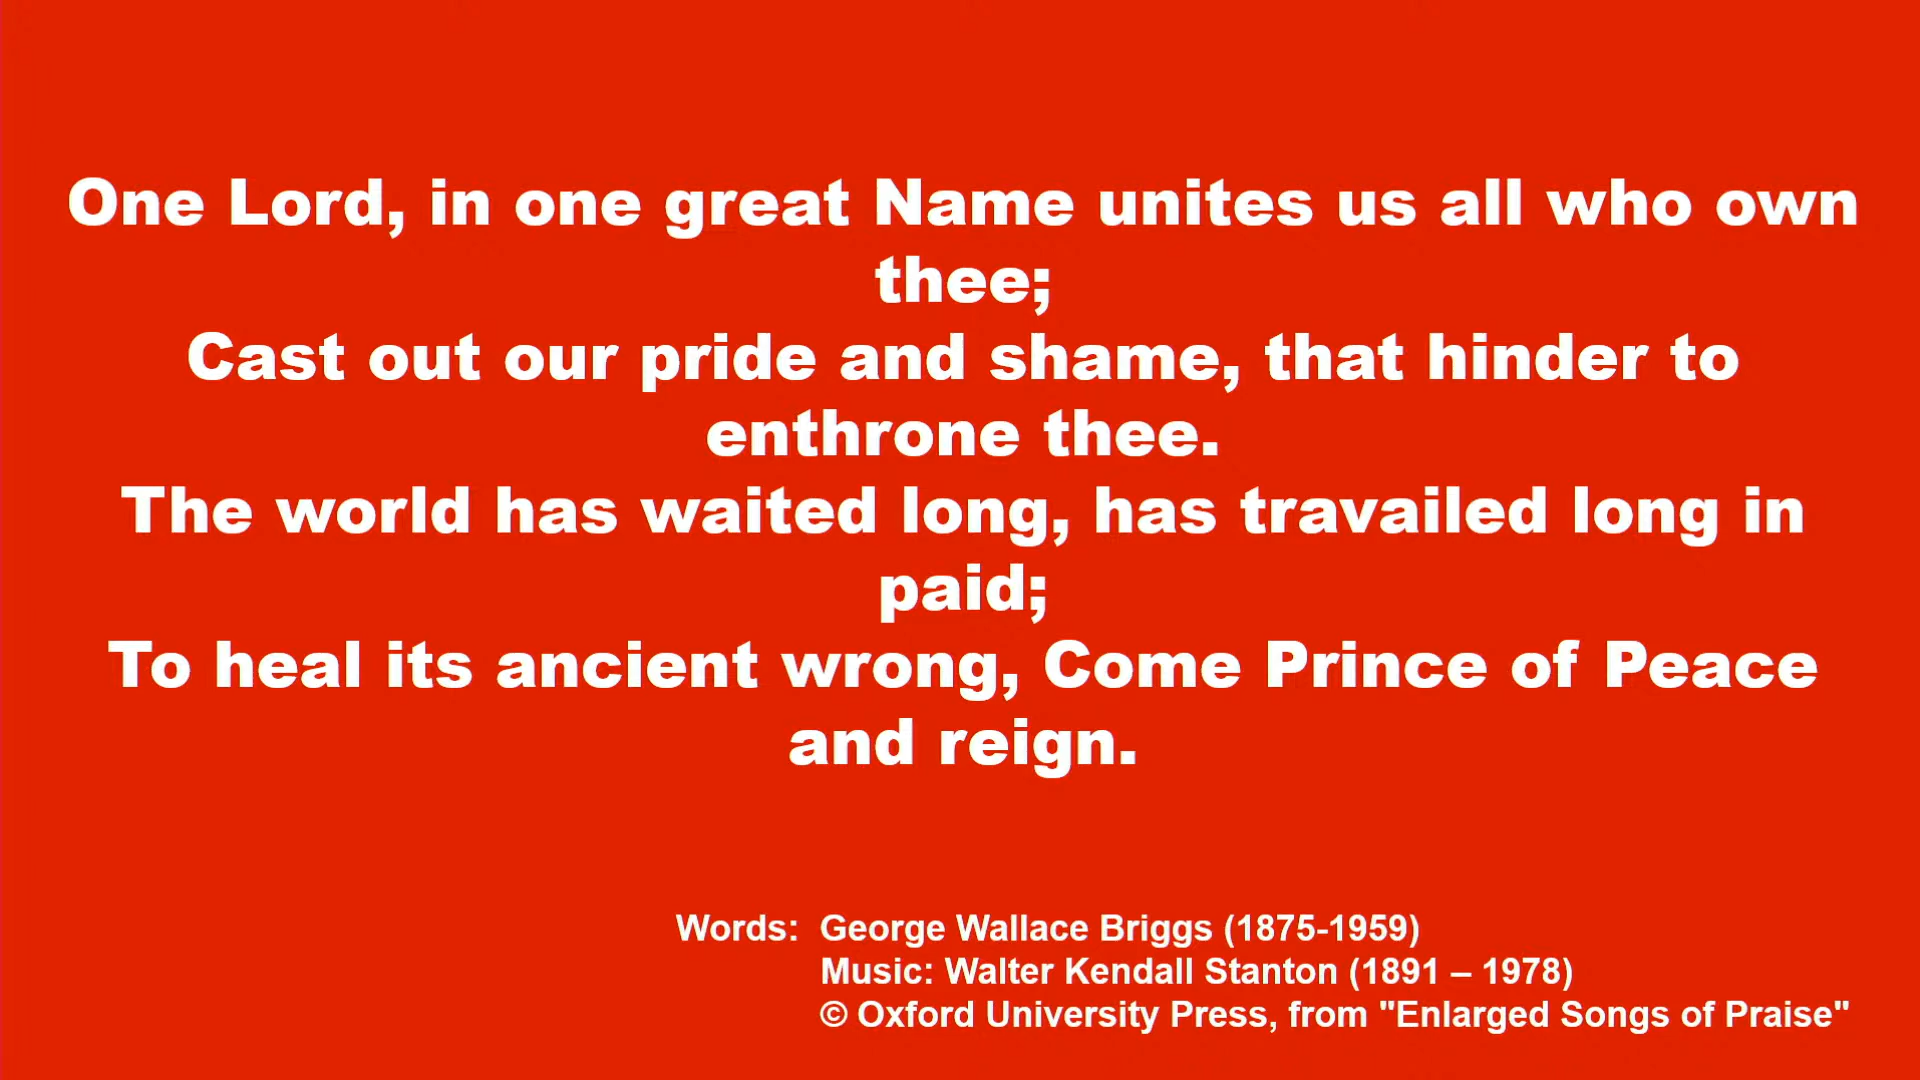 One Lord, in one great Name unites us all who own
thee;
Cast out our pride and shame, that hinder to
enthrone thee.
The world has waited long, has travailed long in
paid;
To heal its ancient wrong, Come Prince of Peace
and reign.
Words: George Wallace Briggs (1875-1959)
Music: Walter Kendall Stanton (1891 – 1978)
© Oxford University Press, from "Enlarged Songs of Praise"